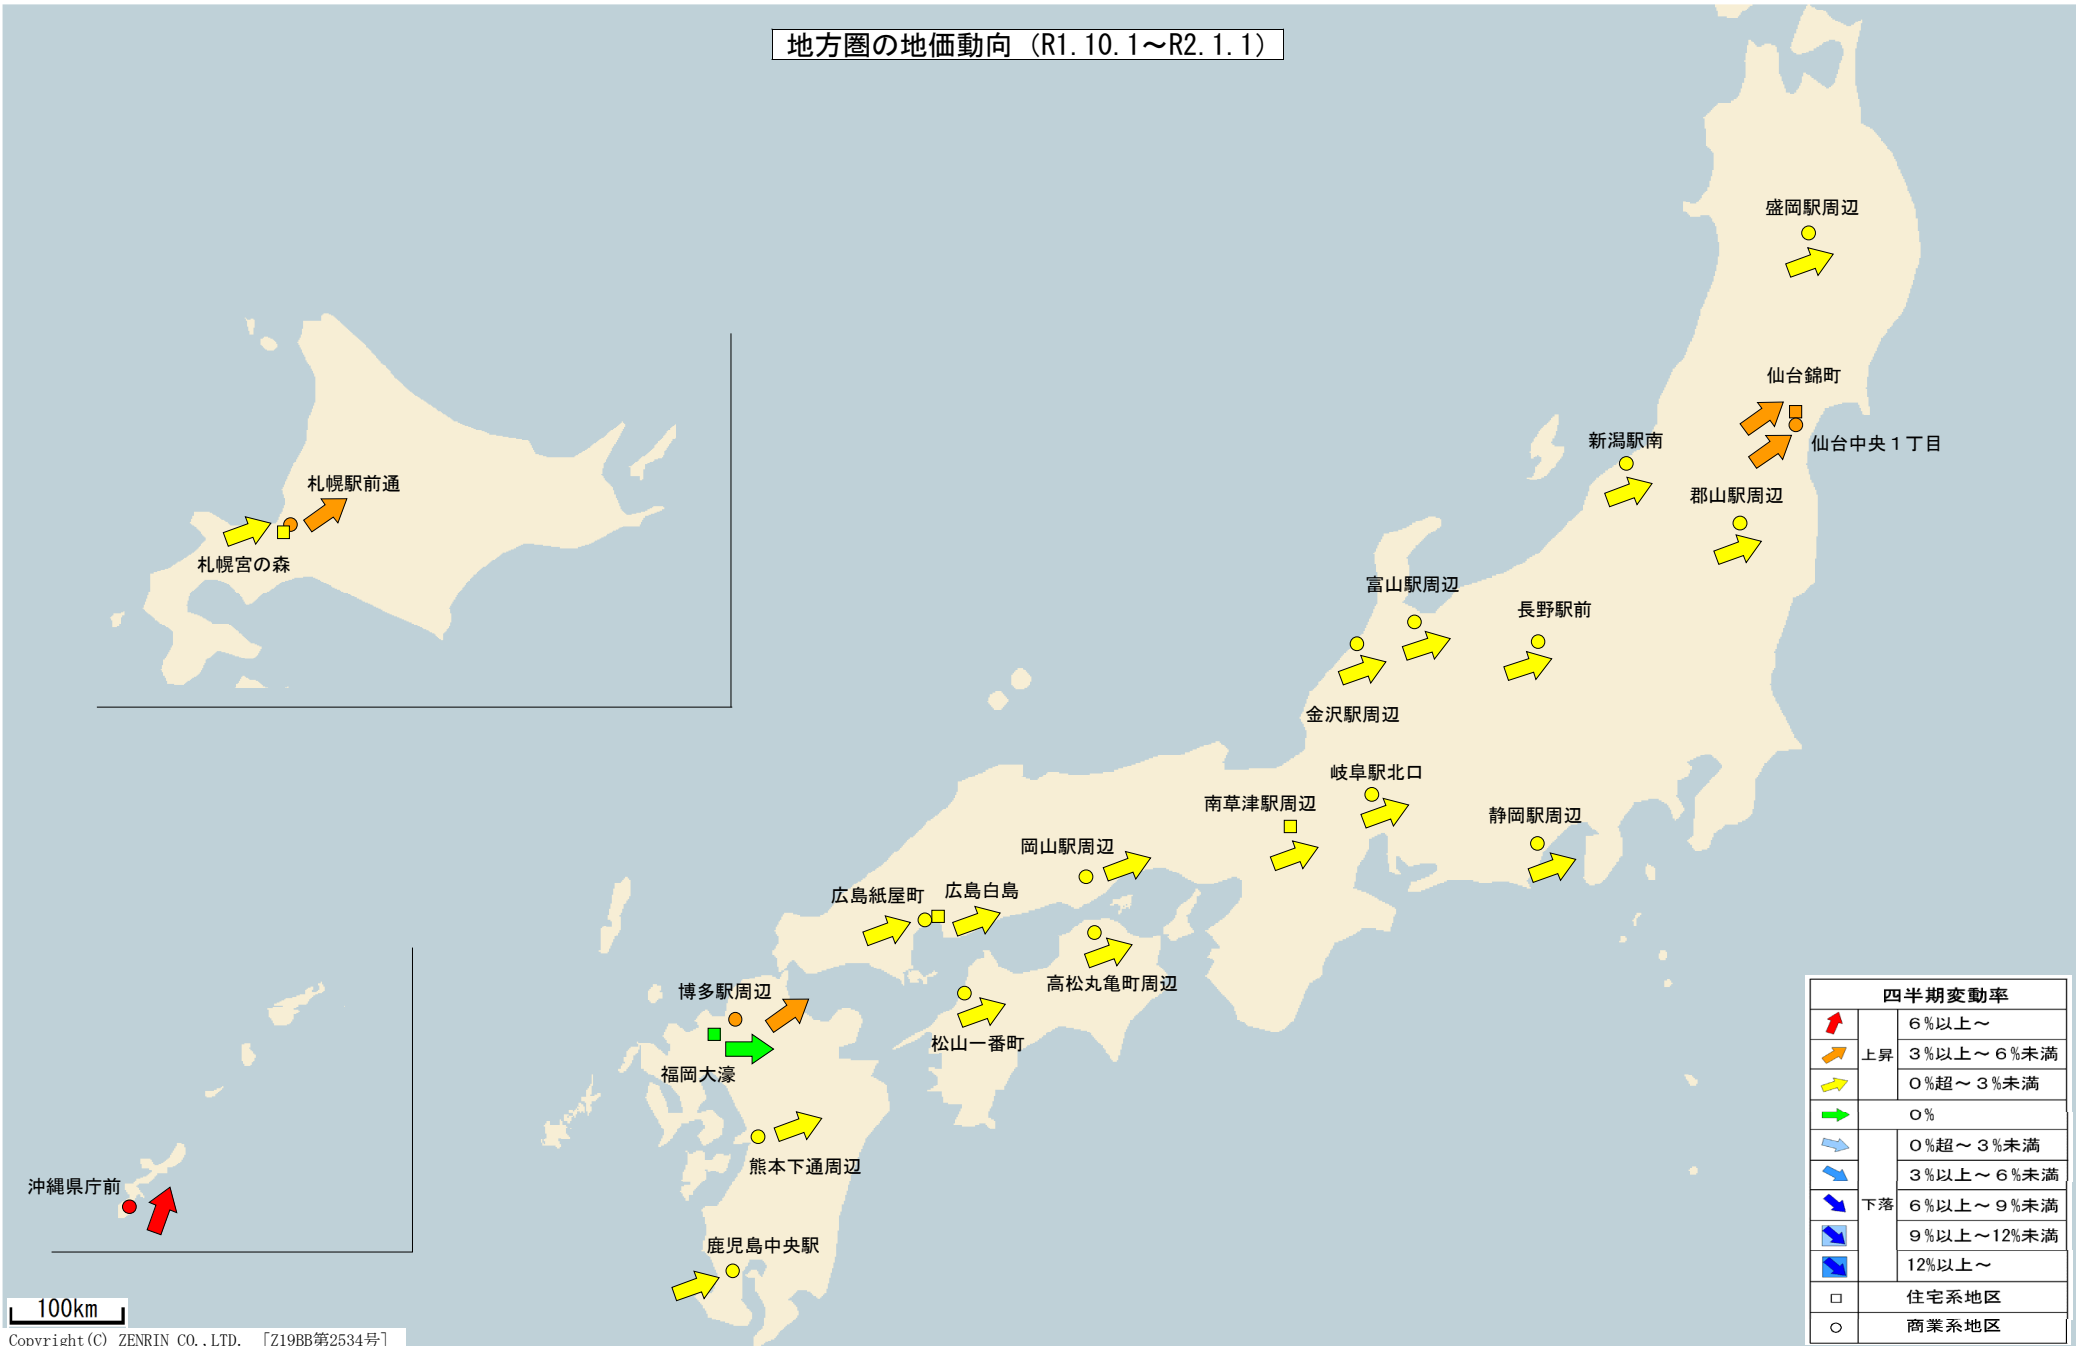 地方圏の地価動向（R1.10.1～R2.1.1）
盛岡駅周辺
仙台錦町
仙台中央１丁目
新潟駅南
郡山駅周辺
札幌駅前通
札幌宮の森
富山駅周辺
長野駅前
金沢駅周辺
岐阜駅北口
南草津駅周辺
静岡駅周辺
岡山駅周辺
広島紙屋町
広島白島
高松丸亀町周辺
松山一番町
博多駅周辺
福岡大濠
熊本下通周辺
鹿児島中央駅
沖縄県庁前
四半期変動率
上昇
６%以上～
３%以上～６%未満
０%超～３%未満
０%
下落
０%超～３%未満
３%以上～６%未満
６%以上～９%未満
９%以上～12%未満
12%以上～
□ 住宅系地区
○ 商業系地区
100km
Copyright(C) ZENRIN CO.,LTD. ［Z19BB第2534号］